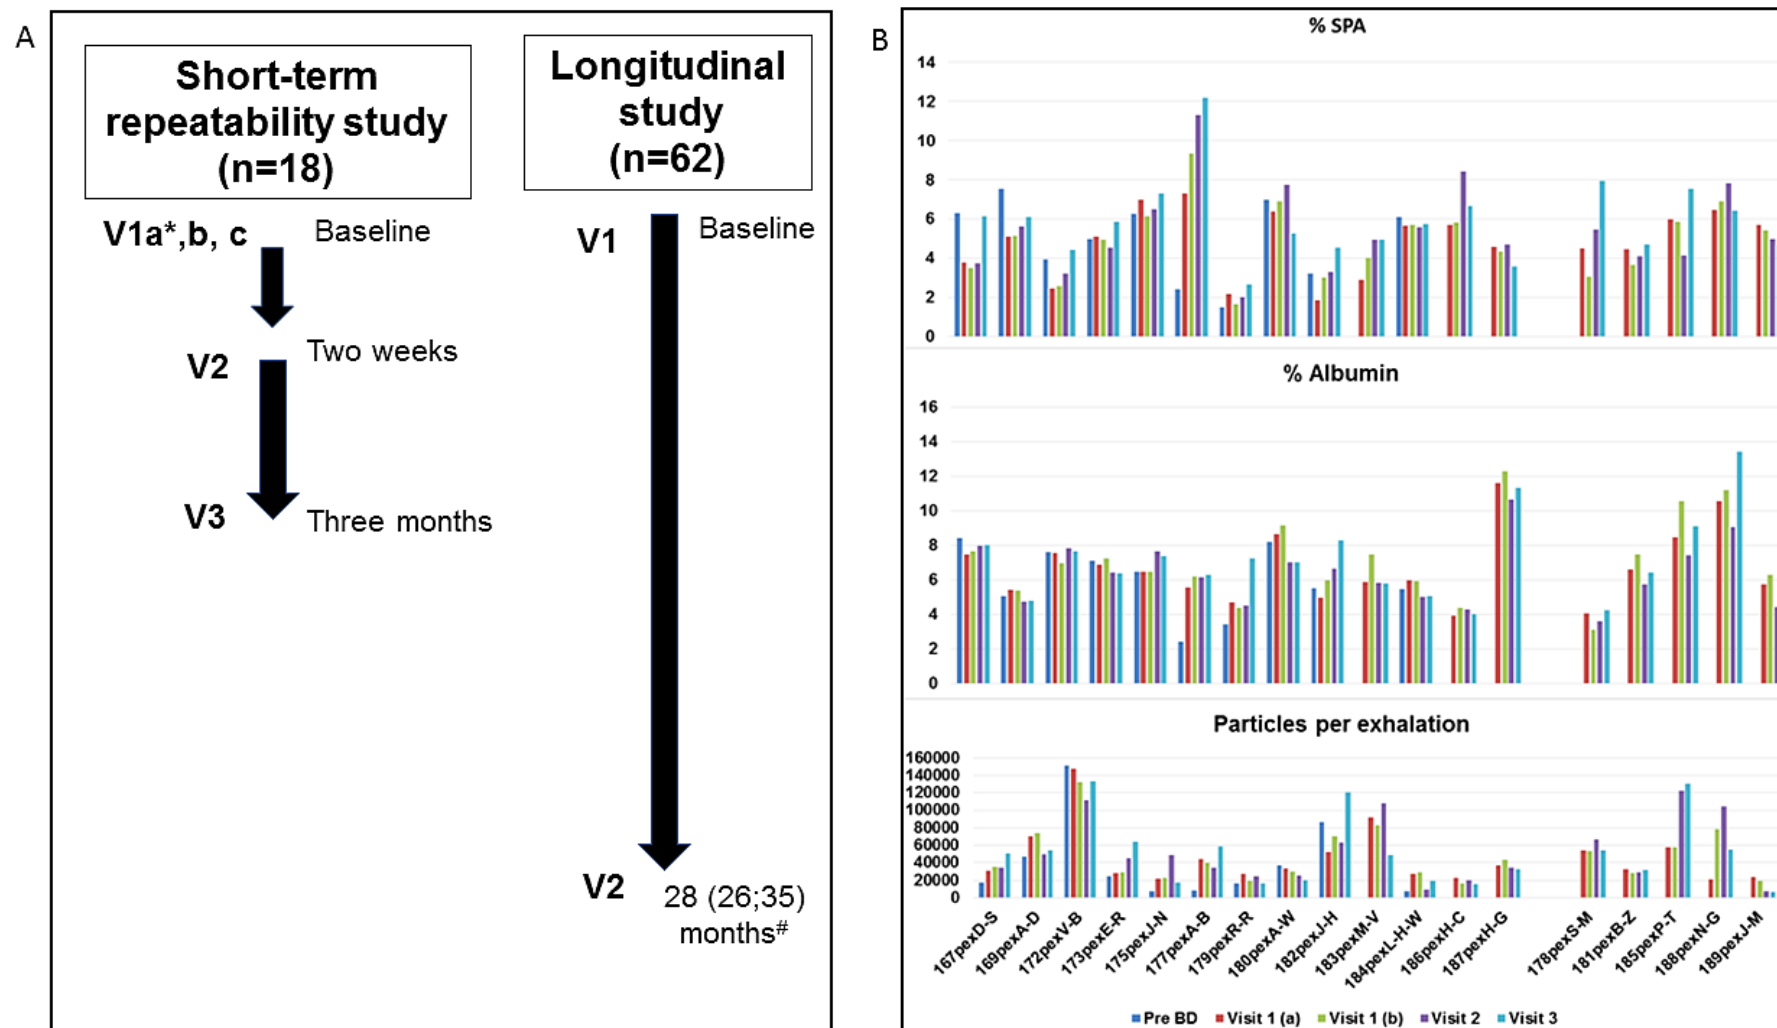 A
Short-term
repeatability study
(n=18)
V1a*,b, c
Baseline
V2
Two weeks
V3
Three months
Longitudinal
study
(n=62)
V1
Baseline
V2
28 (26;35)
months#
B
% SPA
14
12
10
8
6
4
2
0
% Albumin
16
14
12
10
8
6
4
2
0
Particles per exhalation
160000
140000
120000
100000
80000
60000
40000
20000
0
167pexD-S
169pexA-D
172pexV-B
173pexE-R
175pexJ-N
177pexA-B
179pexR-R
180pexA-W
182pexJ-H
183pexM-V
184pexL-H-W
186pexH-C
187pexH-G
178pexS-M
181pexB-Z
185pexP-T
188pexN-G
189pexJ-M
Pre BD Visit 1 (a) Visit 1 (b) Visit 2 Visit 3